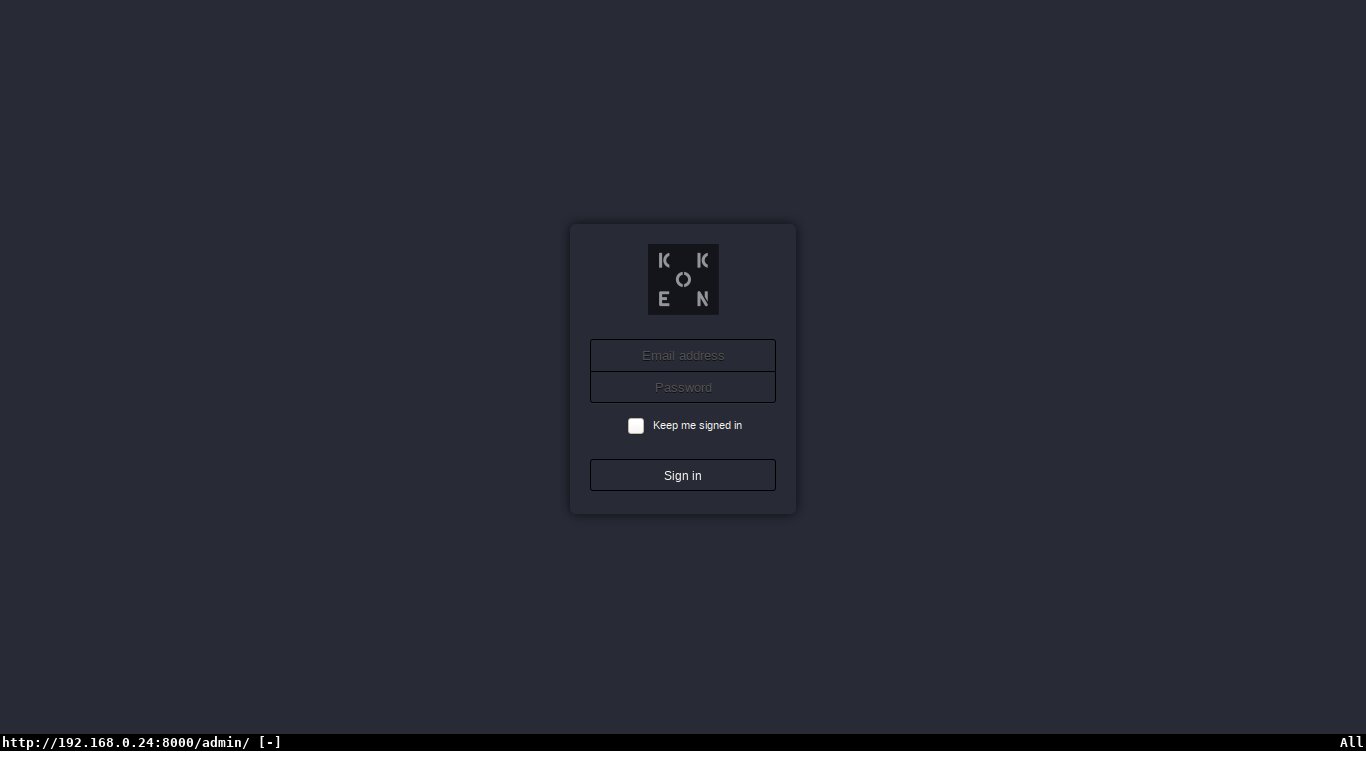 K K
O
E N
Email address
Password
Keep me signed in
Sign in
http://192.168.0.24:8000/admin/ [-] All